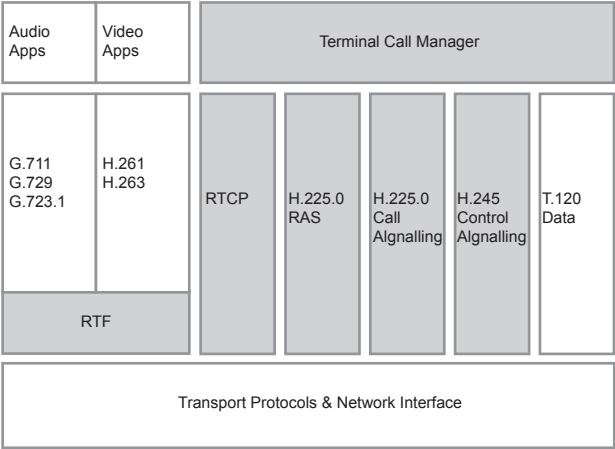 Audio
Apps
Video
Apps
Terminal Call Manager
G.711
G.729
G.723.1
H.261
H.263
RTCP
H.225.0
RAS
H.225.0
Call
Algnalling
H.245
Control
Algnalling
T.120
Data
RTF
Transport Protocols & Network Interface